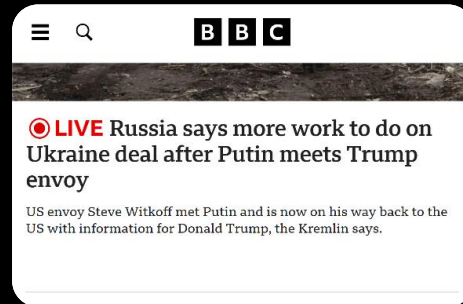 BBC
LIVE Russia says more work to do on
Ukraine deal after Putin meets Trump
envoy
US envoy Steve Witkoff met Putin and is now on his way back to the
US with information for Donald Trump, the Kremlin says.